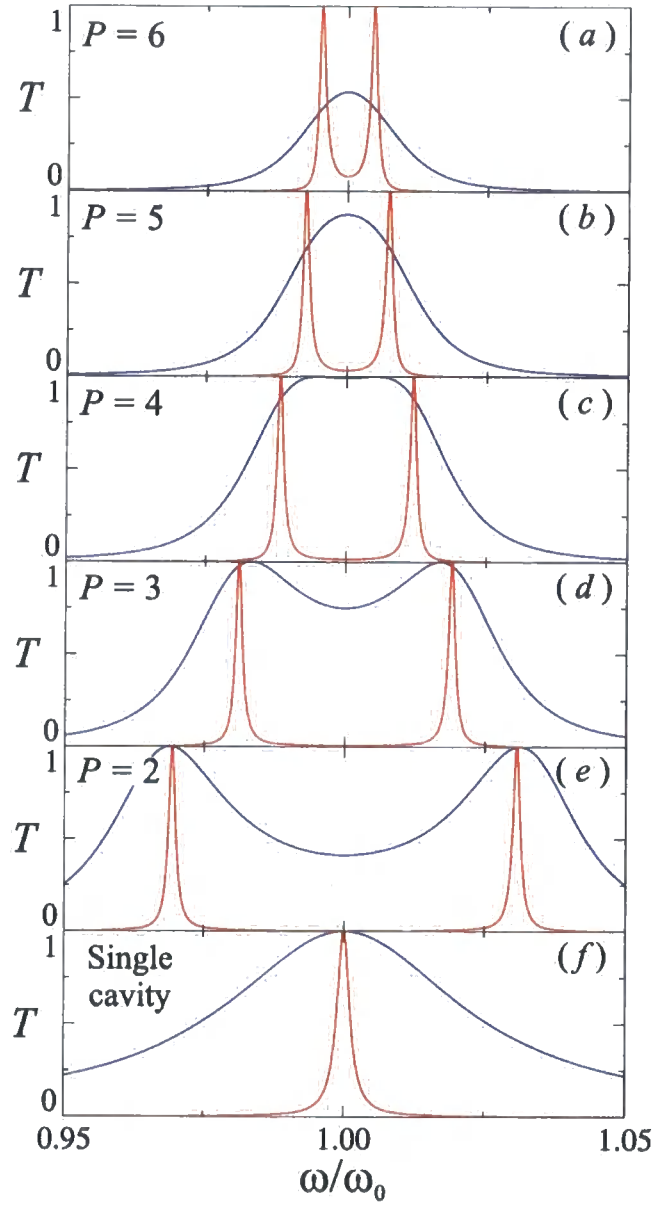 1
P = 6
(a)
T
0
1
P = 5
(b)
T
0
1
P = 4
(c)
T
0
1
P = 3
(d)
T
0
1
P = 2
(e)
T
0
1
Single
cavity
(f)
T
0
0.95 1.00 1.05
ω/ω₀